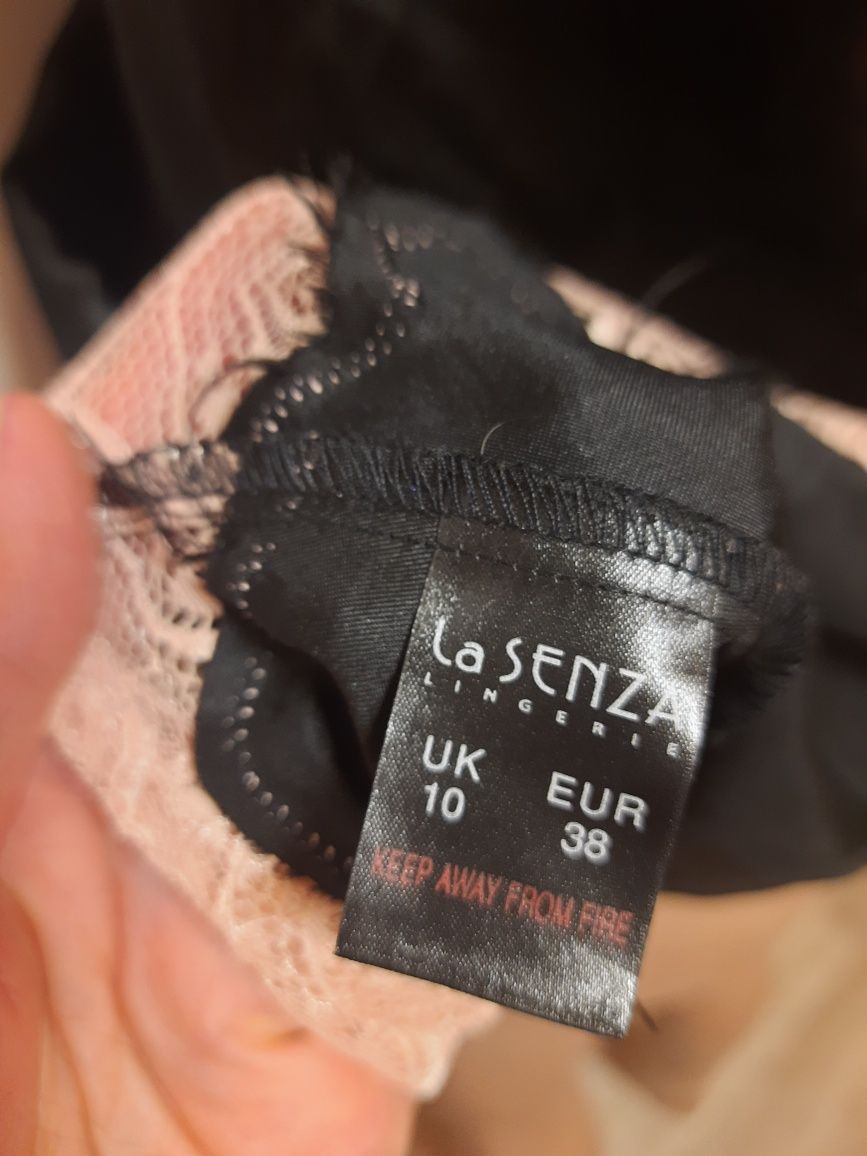 La SENZA
LINGERIE
UK EUR
10 38
KEEP AWAY FROM FIRE